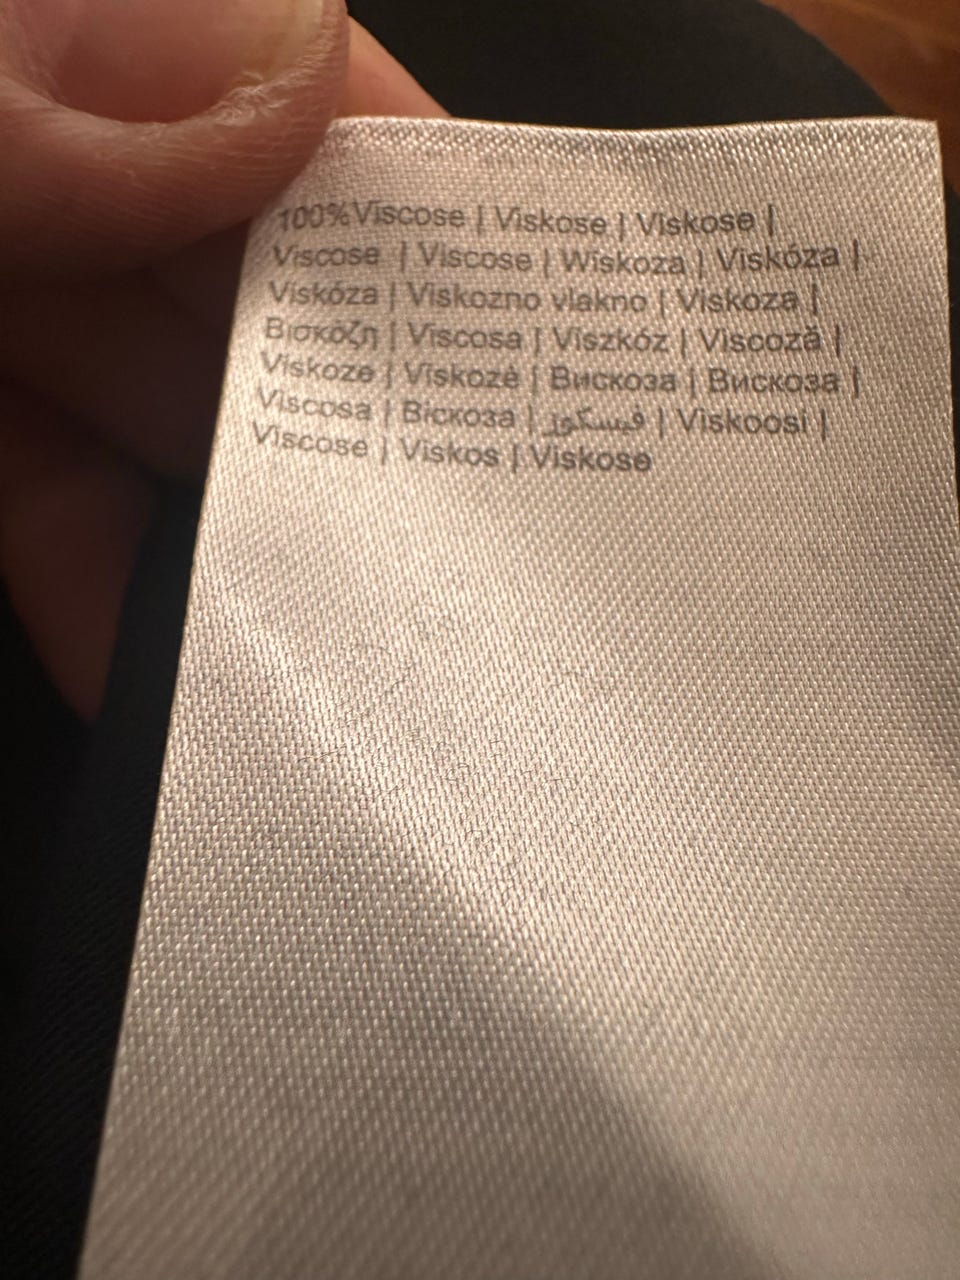 100%Viscose | Viskose | Viskose |
Viscose | Viscose | Wiskoza | Viskóza |
Viskóza | Viskozno vlakno | Viskoza |
Βισκόζη | Viscosa | Viszkóz | Viscoză |
Viskoze | Viskozė | Вискоза | Вискоза |
Viscosa | Віскоза | فيسكوز | Viskoosi |
Viscose | Viskos | Viskose